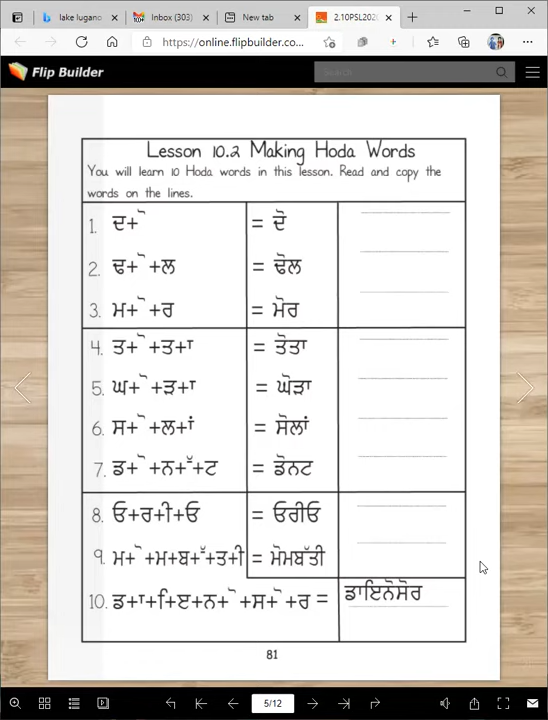 lake lugano
Inbox (303)
New tab
2.10PSL202
https://online.flipbuilder.co...
Flip Builder
Search
Lesson 10.2 Making Hoda Words
You will learn 10 Hoda words in this lesson. Read and copy the
words on the lines.
1. ਦ+ੋ = ਦੋ
2. ਢ+ੋ+ਲ = ਢੋਲ
3. ਮ+ੋ+ਰ = ਮੋਰ
4. ਤ+ੋ+ਤ+ਾ = ਤੋਤਾ
5. ਘ+ੋ+ੜ+ਾ = ਘੋੜਾ
6. ਸ+ੋ+ਲ+ਾਂ = ਸੋਲਾਂ
7. ਡ+ੋ+ਨ+ੱ+ਟ = ਡੋਨਟ
8. ਓ+ਰ+ੀ+ਓ = ਓਰੀਓ
9. ਮ+ੋ+ਮ+ਬ+ੱ+ਤ+ੀ = ਮੋਮਬੱਤੀ
10. ਡ+ਾ+ਿ+ੲ+ਨ+ੋ+ਸ+ੋ+ਰ = ਡਾਇਨੋਸੋਰ
81
5/12